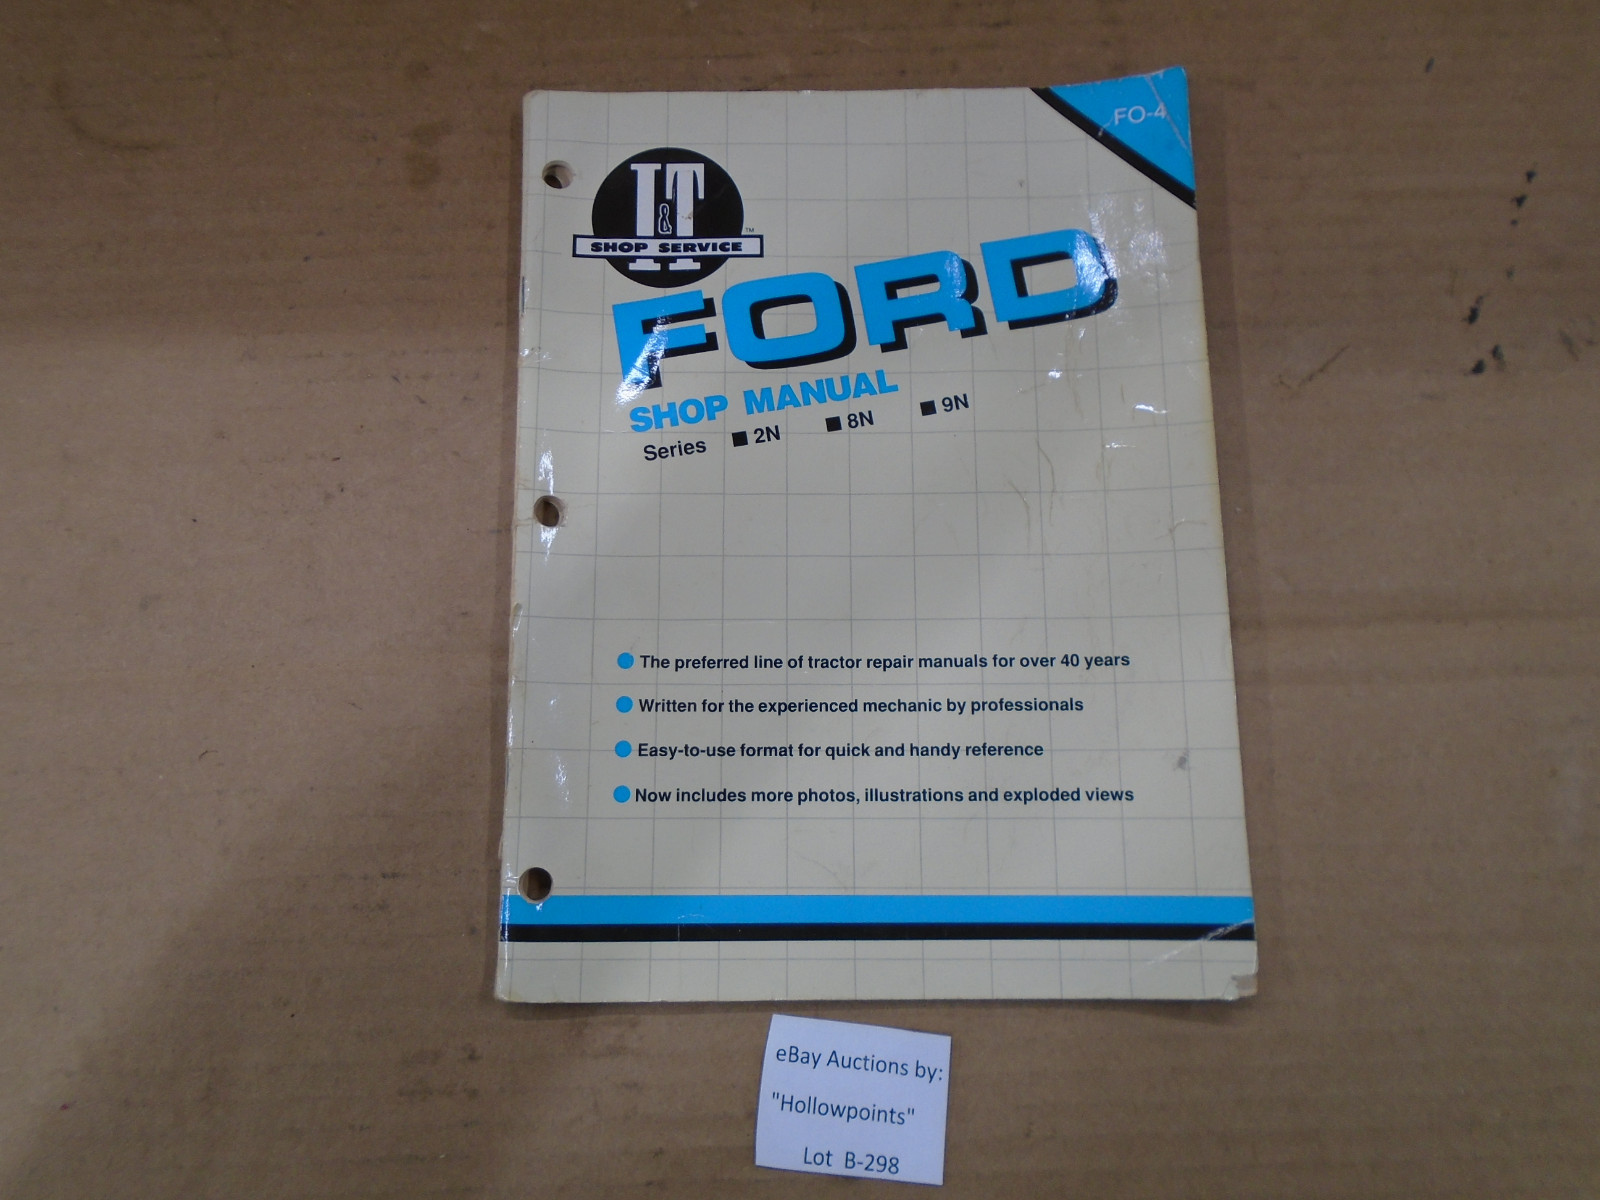 FO-4
I&T
SHOP SERVICE
™
FORD
SHOP MANUAL
Series ■ 2N ■ 8N ■ 9N
● The preferred line of tractor repair manuals for over 40 years
● Written for the experienced mechanic by professionals
● Easy-to-use format for quick and handy reference
● Now includes more photos, illustrations and exploded views
eBay Auctions by:
"Hollowpoints"
Lot B-298